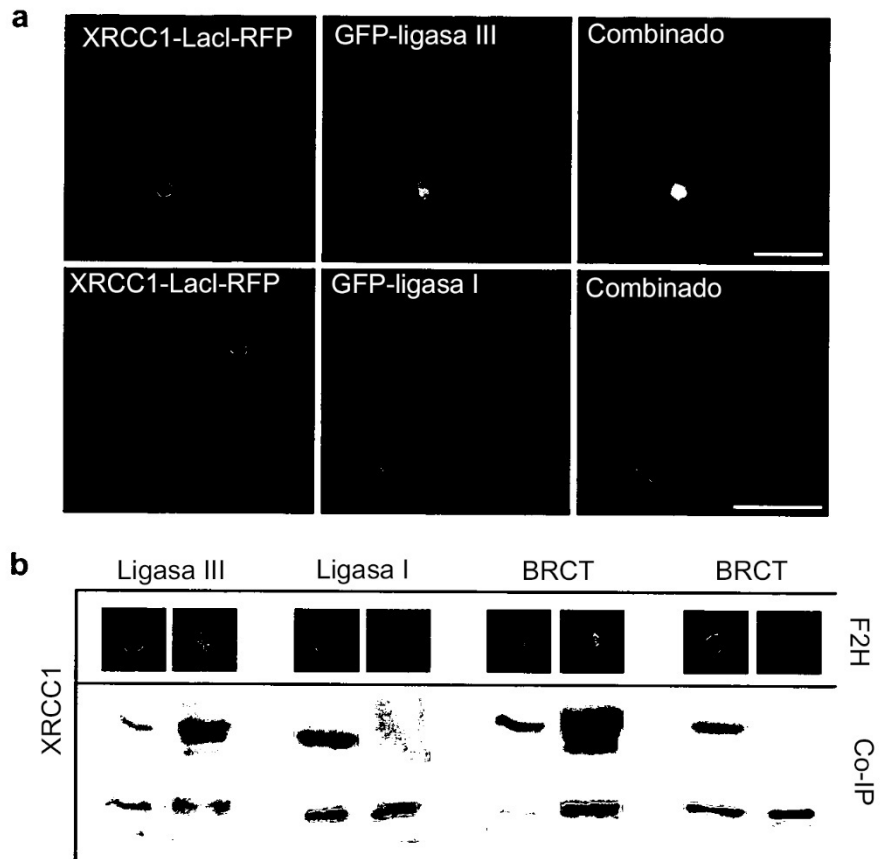 a
XRCC1-LacI-RFP GFP-ligasa III Combinado
XRCC1-LacI-RFP GFP-ligasa I Combinado
b
Ligasa III Ligasa I BRCT BRCT
F2H
XRCC1
Co-IP